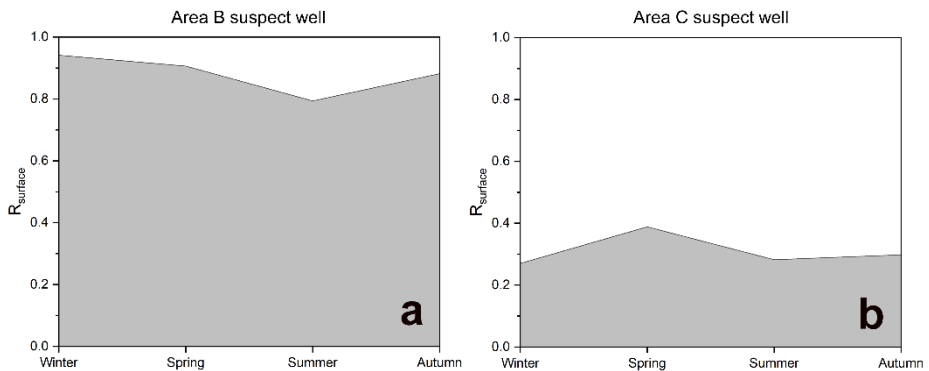 Area B suspect well
1.0
0.8
0.6
0.4
0.2
0.0
R_surface
Winter
Spring
Summer
Autumn
a
Area C suspect well
1.0
0.8
0.6
0.4
0.2
0.0
R_surface
Winter
Spring
Summer
Autumn
b